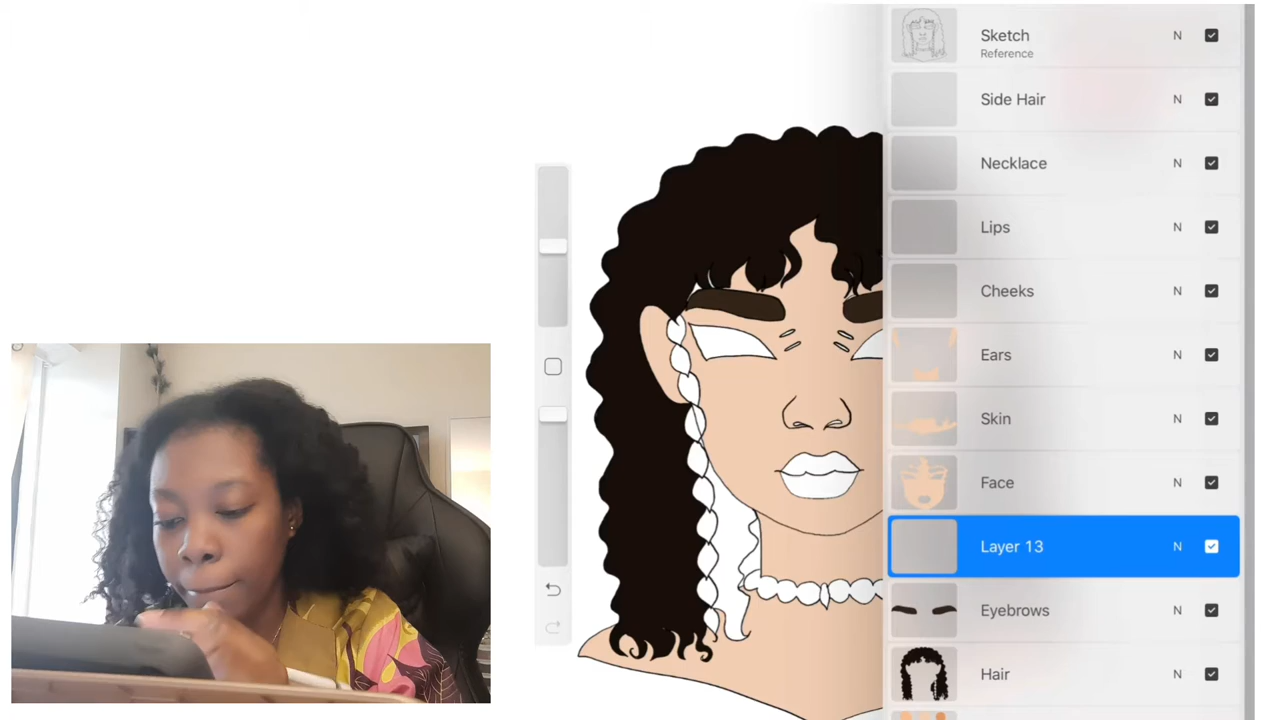 Sketch N
Reference
Side Hair N
Necklace N
Lips N
Cheeks N
Ears N
Skin N
Face N
Layer 13 N
Eyebrows N
Hair N